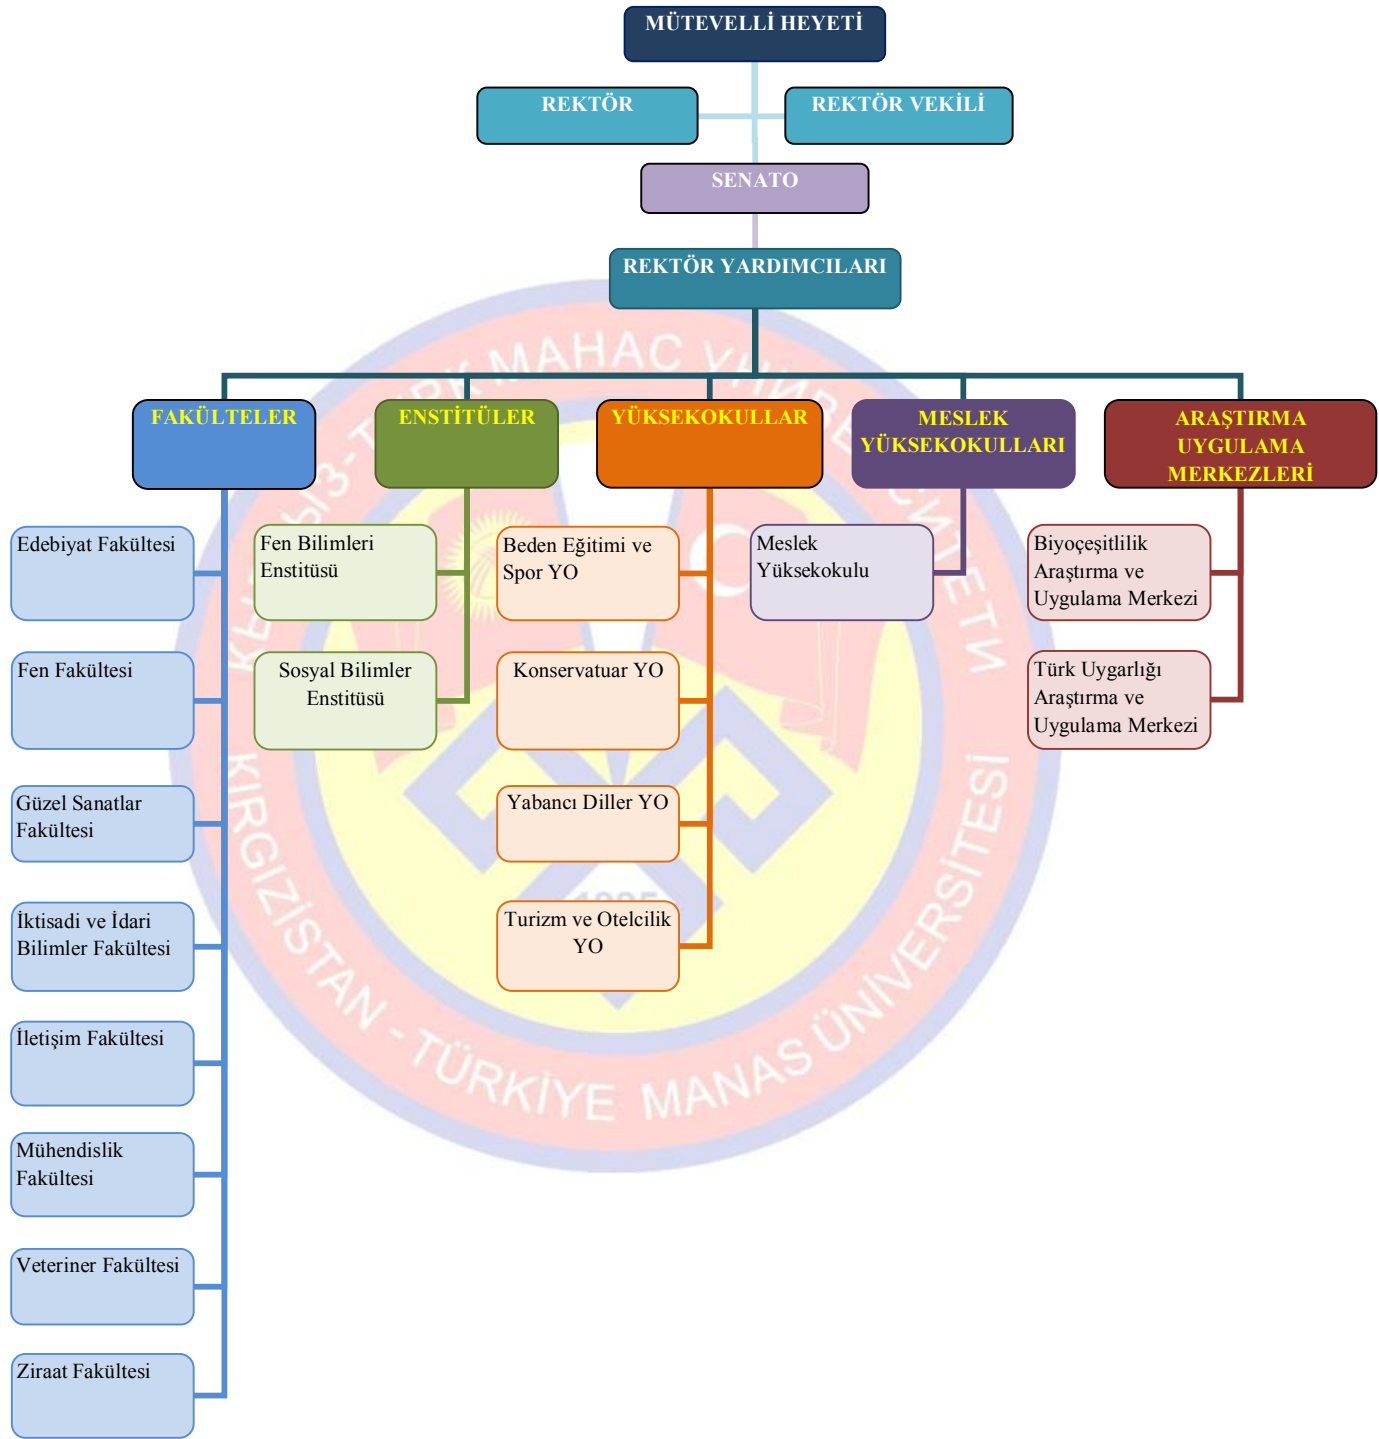 MÜTEVELLİ HEYETİ
REKTÖR
REKTÖR VEKİLİ
SENATO
REKTÖR YARDIMCILARI
FAKÜLTELER
ENSTİTÜLER
YÜKSEKOKULLAR
MESLEK
YÜKSEKOKULLARI
ARAŞTIRMA
UYGULAMA
MERKEZLERİ
Edebiyat Fakültesi
Fen Fakültesi
Güzel Sanatlar
Fakültesi
İktisadi ve İdari
Bilimler Fakültesi
İletişim Fakültesi
Mühendislik
Fakültesi
Veteriner Fakültesi
Ziraat Fakültesi
Fen Bilimleri
Enstitüsü
Sosyal Bilimler
Enstitüsü
Beden Eğitimi ve
Spor YO
Konservatuar YO
Yabancı Diller YO
Turizm ve Otelcilik
YO
Meslek
Yüksekokulu
Biyoçeşitlilik
Araştırma ve
Uygulama Merkezi
Türk Uygarlığı
Araştırma ve
Uygulama Merkezi
MAHAC
KIRGIZİSTAN - TÜRKİYE MANAS ÜNİVERSİTESİ